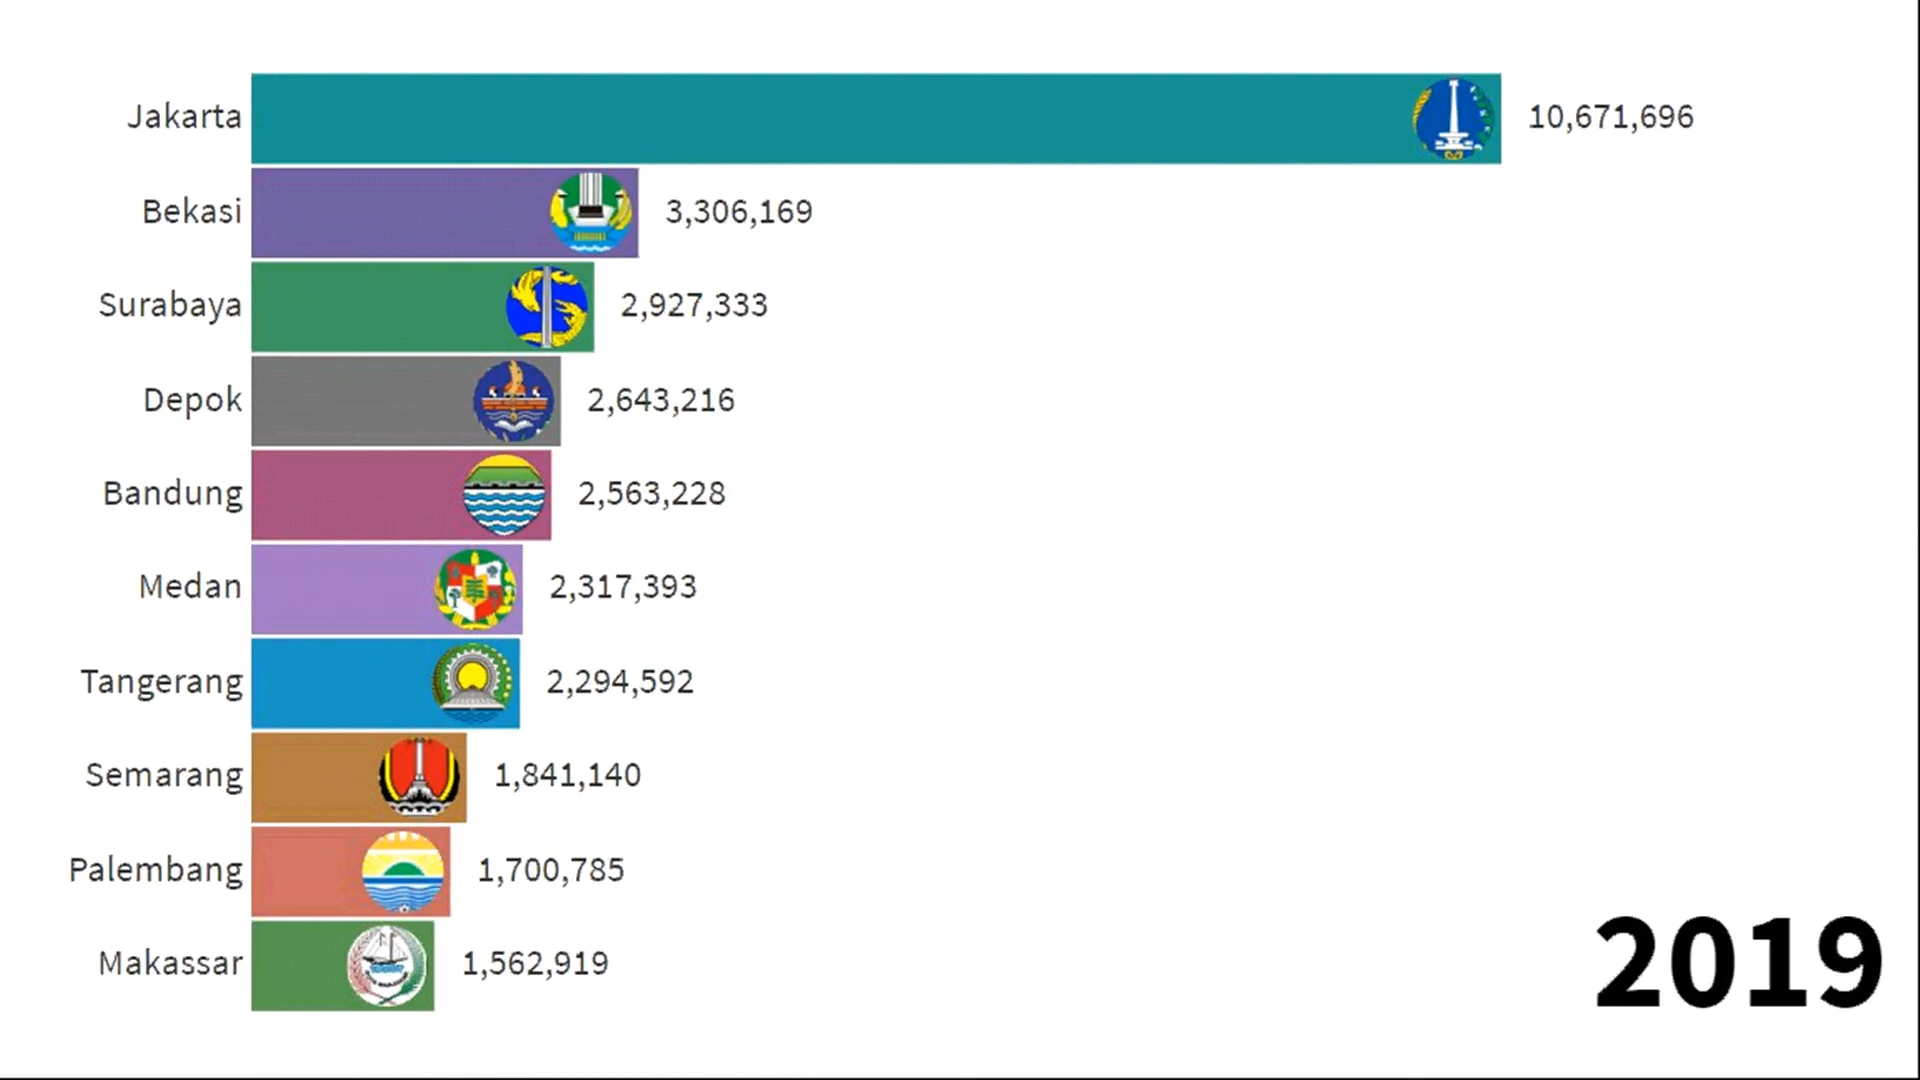 Jakarta 10,671,696
Bekasi 3,306,169
Surabaya 2,927,333
Depok 2,643,216
Bandung 2,563,228
Medan 2,317,393
Tangerang 2,294,592
Semarang 1,841,140
Palembang 1,700,785
Makassar 1,562,919
2019